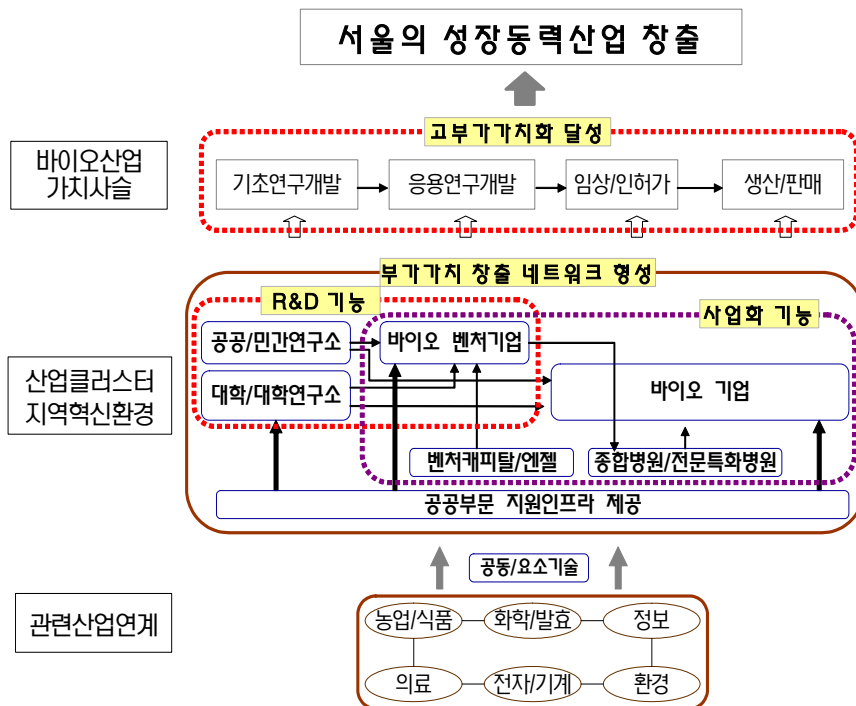 서울의 성장동력산업 창출
고부가가치화 달성
바이오산업
가치사슬
기초연구개발
응용연구개발
임상/인허가
생산/판매
부가가치 창출 네트워크 형성
R&D 기능
사업화 기능
공공/민간연구소
바이오 벤처기업
산업클러스터
지역혁신환경
대학/대학연구소
바이오 기업
벤처캐피탈/엔젤
종합병원/전문특화병원
공공부문 지원인프라 제공
공동/요소기술
관련산업연계
농업/식품
화학/발효
정보
의료
전자/기계
환경